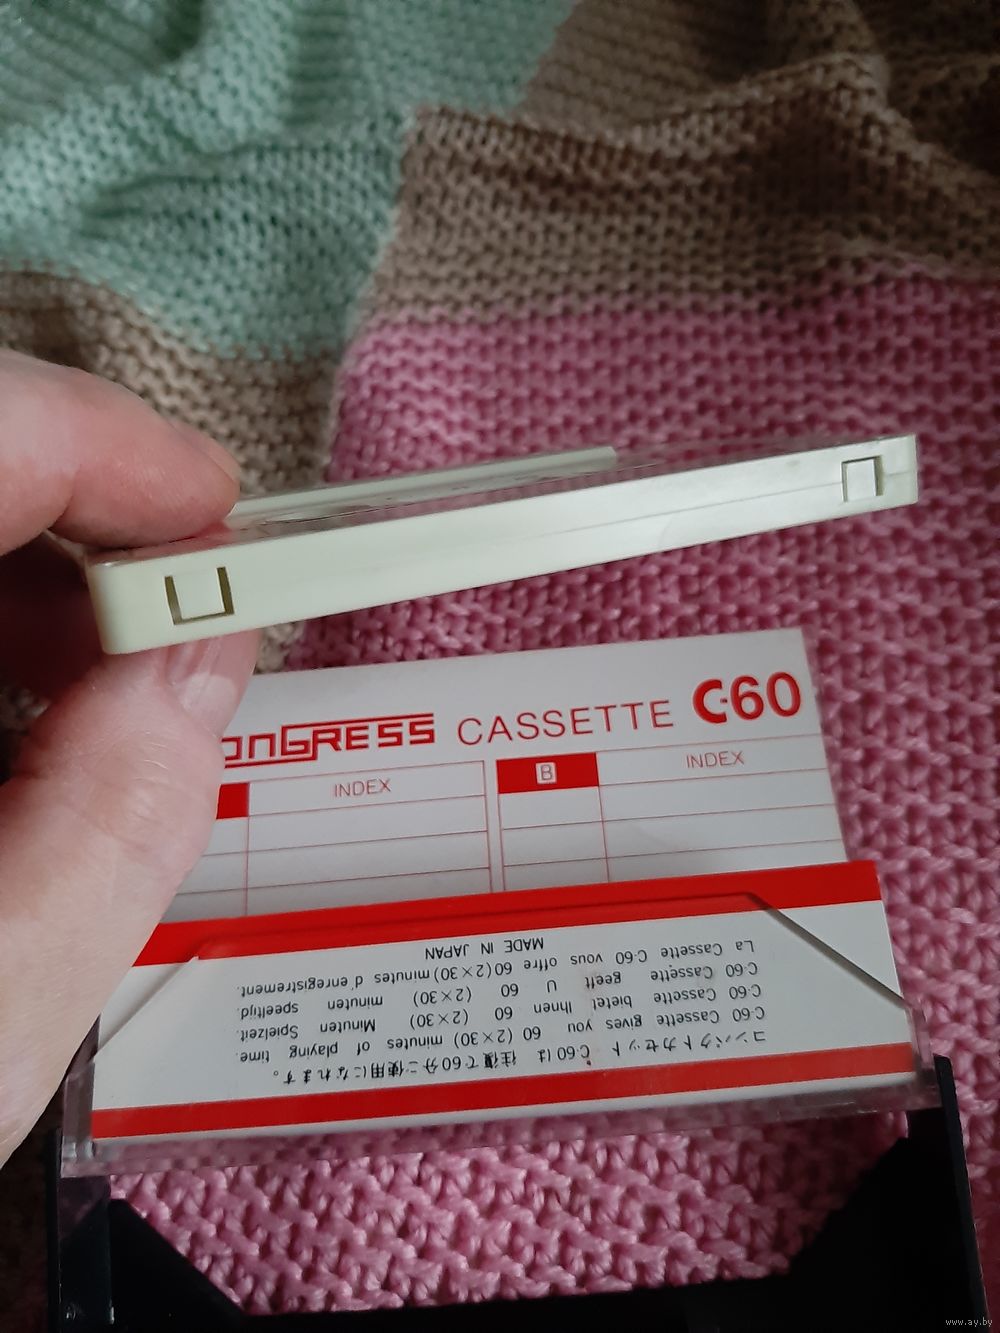 CONGRESS CASSETTE C-60
INDEX
B INDEX
コンパクトカセット C-60は 往復で60分ご使用になれます。
C-60 Cassette gives you 60 (2×30) minutes of playing time.
C-60 Cassette bietet Ihnen 60 (2×30) Minuten Spielzeit.
C-60 Cassette geeft U 60 (2×30) minuten speeltijd.
La Cassette C-60 vous offre 60 (2×30) minutes d'enregistrement.
MADE IN JAPAN
www.ay.by